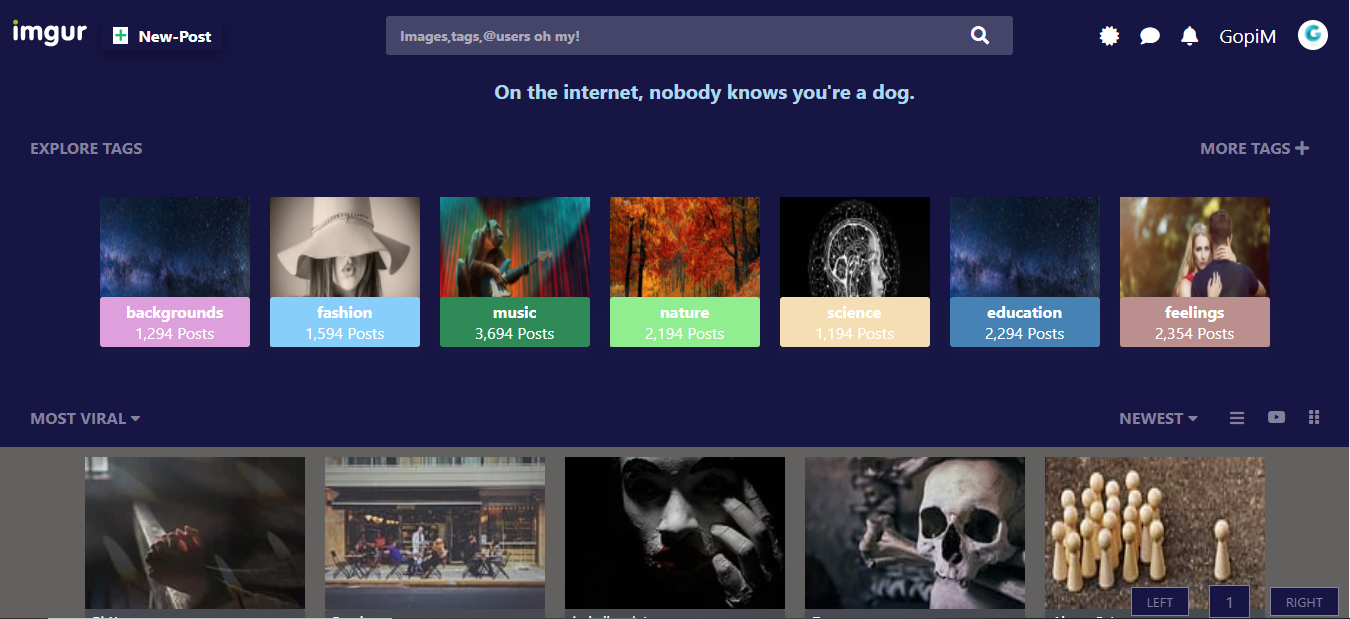 imgur
New-Post
Images,tags,@users oh my!
GopiM
On the internet, nobody knows you're a dog.
EXPLORE TAGS
MORE TAGS
backgrounds
1,294 Posts
fashion
1,594 Posts
music
3,694 Posts
nature
2,194 Posts
science
1,194 Posts
education
2,294 Posts
feelings
2,354 Posts
MOST VIRAL
NEWEST
LEFT
1
RIGHT